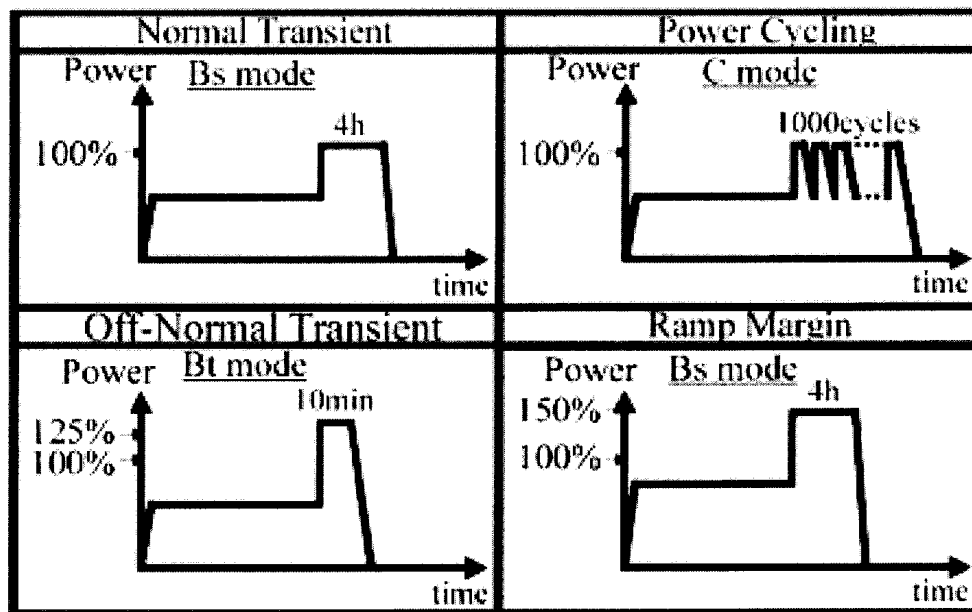 Normal Transient
Power
Bs mode
4h
100%
time
Power Cycling
Power
C mode
1000cycles
100%
time
Off-Normal Transient
Power
Bt mode
10min
125%
100%
time
Ramp Margin
Power
Bs mode
4h
150%
100%
time